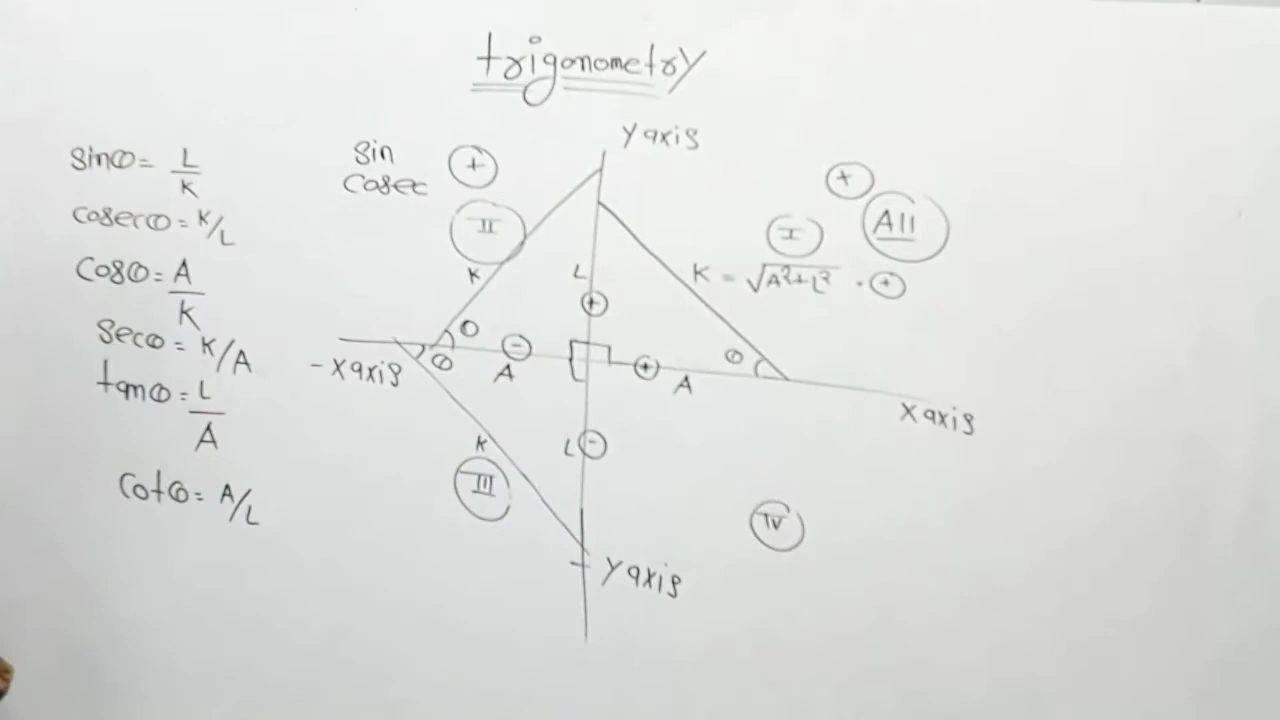 trigonometry
y axis
sinθ = L/K
cosecθ = K/L
cosθ = A/K
secθ = K/A
tanθ = L/A
cotθ = A/L
sin +
cosec
II
+
All
I
K = √A²+L² · +
K
L
+
θ
-
A
θ
+
A
θ
-x axis
x axis
K
L -
III
IV
y axis